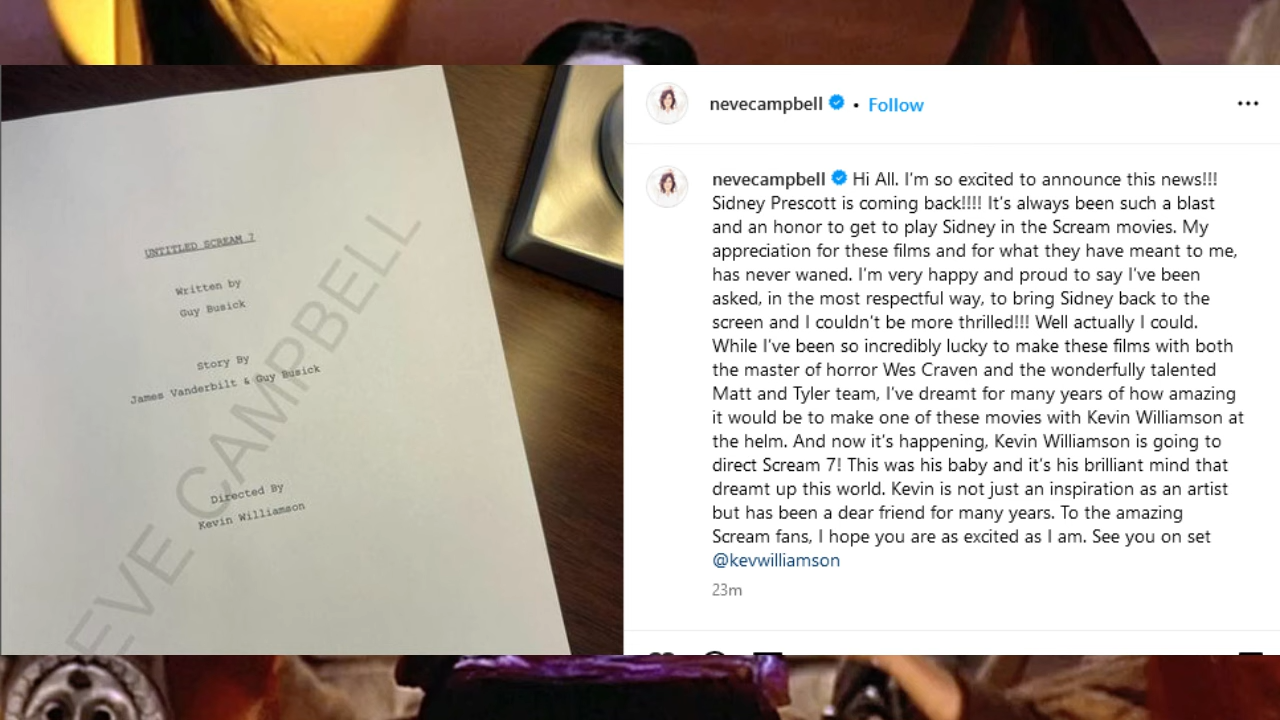 UNTITLED SCREAM 7
Written by
Guy Busick
Story By
James Vanderbilt & Guy Busick
Directed By
Kevin Williamson
EVE CAMPBELL
nevecampbell • Follow
nevecampbell Hi All. I'm so excited to announce this news!!!
Sidney Prescott is coming back!!!! It's always been such a blast
and an honor to get to play Sidney in the Scream movies. My
appreciation for these films and for what they have meant to me,
has never waned. I'm very happy and proud to say I've been
asked, in the most respectful way, to bring Sidney back to the
screen and I couldn't be more thrilled!!! Well actually I could.
While I've been so incredibly lucky to make these films with both
the master of horror Wes Craven and the wonderfully talented
Matt and Tyler team, I've dreamt for many years of how amazing
it would be to make one of these movies with Kevin Williamson at
the helm. And now it's happening, Kevin Williamson is going to
direct Scream 7! This was his baby and it's his brilliant mind that
dreamt up this world. Kevin is not just an inspiration as an artist
but has been a dear friend for many years. To the amazing
Scream fans, I hope you are as excited as I am. See you on set
@kevwilliamson
23m